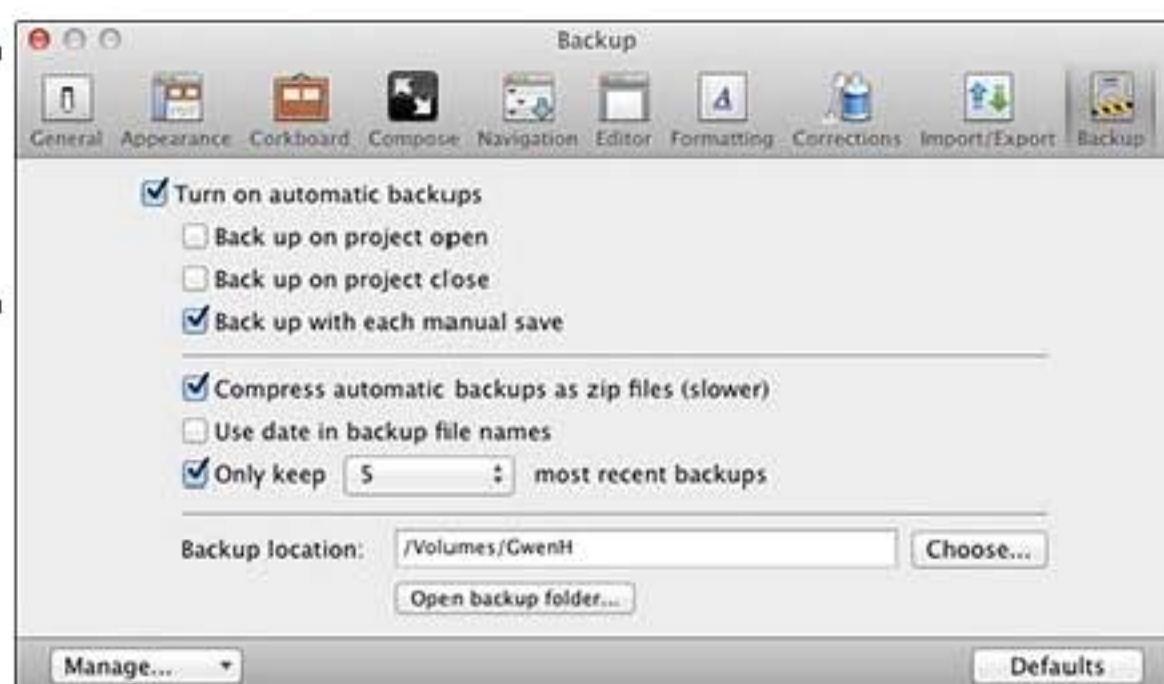 Backup
General Appearance Corkboard Compose Navigation Editor Formatting Corrections Import/Export Backup
Turn on automatic backups
Back up on project open
Back up on project close
Back up with each manual save
Compress automatic backups as zip files (slower)
Use date in backup file names
Only keep 5 most recent backups
Backup location: /Volumes/GwenH Choose...
Open backup folder...
Manage... Defaults